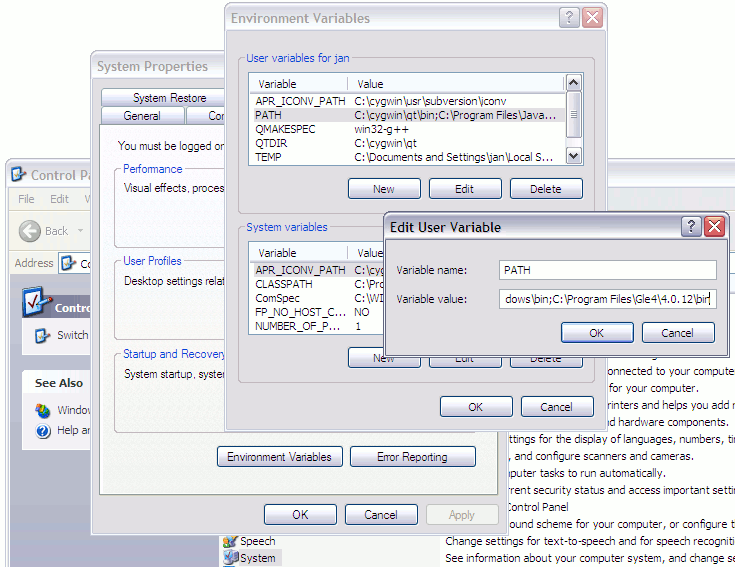 Environment Variables
User variables for jan
Variable Value
APR_ICONV_PATH C:\cygwin\usr\subversion\iconv
PATH C:\cygwin\qt\bin;C:\Program Files\Java...
QMAKESPEC win32-g++
QTDIR C:\cygwin\qt
TEMP C:\Documents and Settings\jan\Local S...
New Edit Delete
System variables
Variable Value
APR_ICONV_PATH C:\cyg
CLASSPATH C:\Pro
ComSpec C:\WI
FP_NO_HOST_C... NO
NUMBER_OF_P... 1
New Edit Delete
OK Cancel
Edit User Variable
Variable name: PATH
Variable value: dows\bin;C:\Program Files\Gle4\4.0.12\bin
OK Cancel
System Properties
System Restore
General Co
You must be logged on
Performance
Visual effects, proces
User Profiles
Desktop settings relat
Startup and Recovery
System startup, system
Environment Variables Error Reporting
OK Cancel Apply
Control Pa
File Edit V
Back
Address Co
Contro
Switch
See Also
Window
Help an
onnected to your compute
for your computer.
rinters and helps you add
nd hardware components.
ttings for the display of languages, numbers, tim
, and configure scanners and cameras.
mputer tasks to run automatically.
rrent security status and access important settin
Control Panel
ound scheme for your computer, or configure t
Speech Change settings for text-to-speech and for speech recogniti
System See information about your computer system, and change se